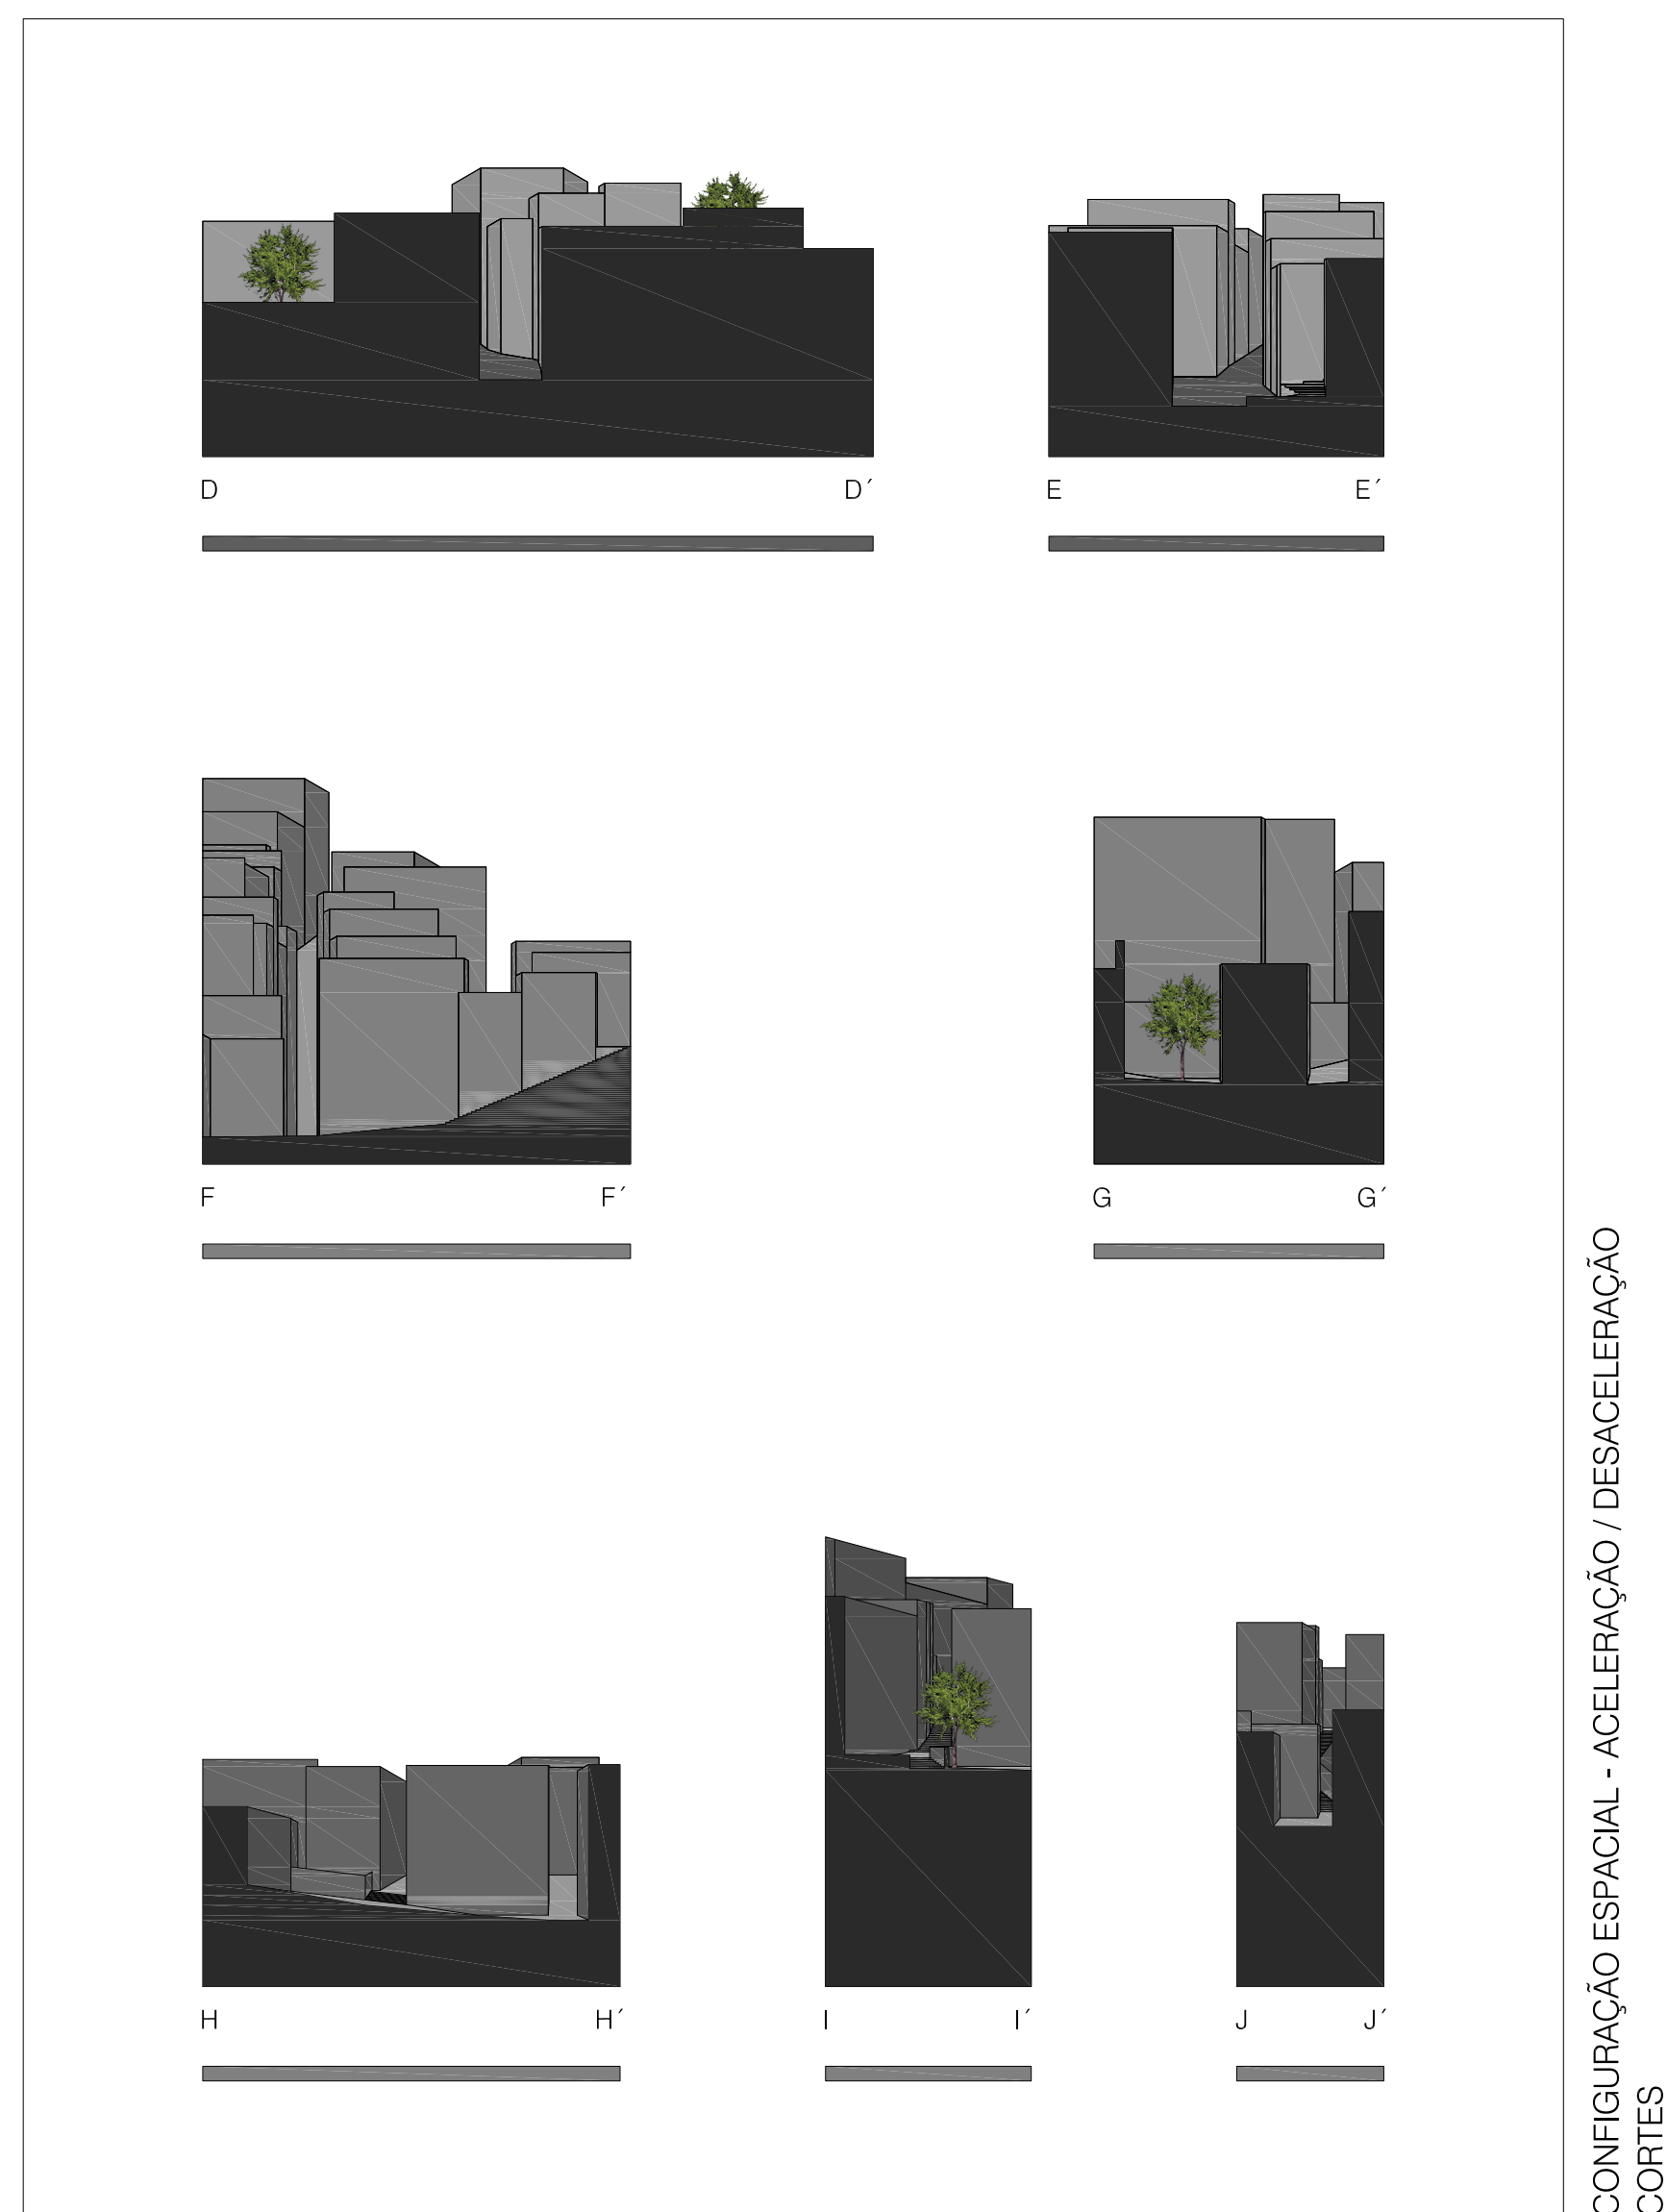 D D´ E E´
F F´ G G´
H H´ I I´ J J´
CONFIGURAÇÃO ESPACIAL - ACELERAÇÃO / DESACELERAÇÃO
CORTES